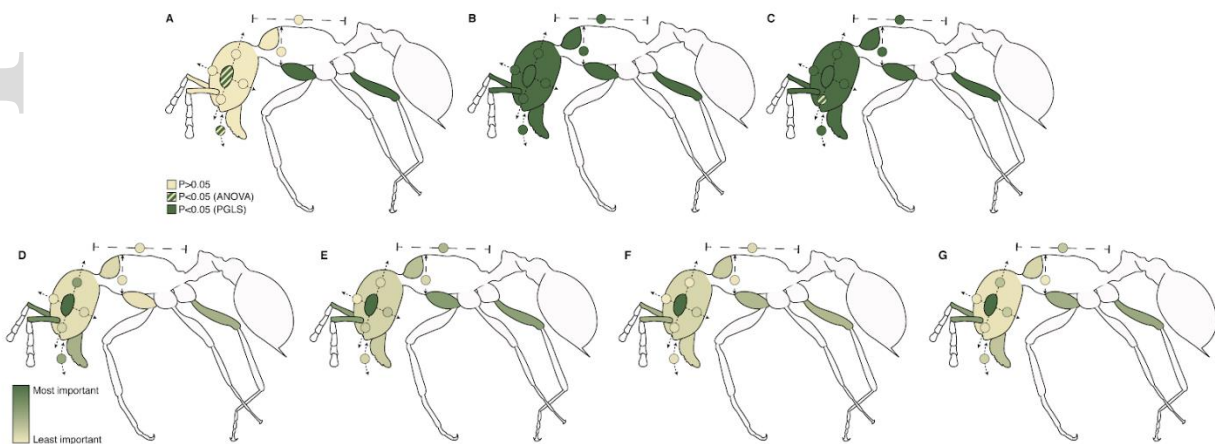 A
B
C
P>0.05
P<0.05 (ANOVA)
P<0.05 (PGLS)
D
E
F
G
Most important
Least important